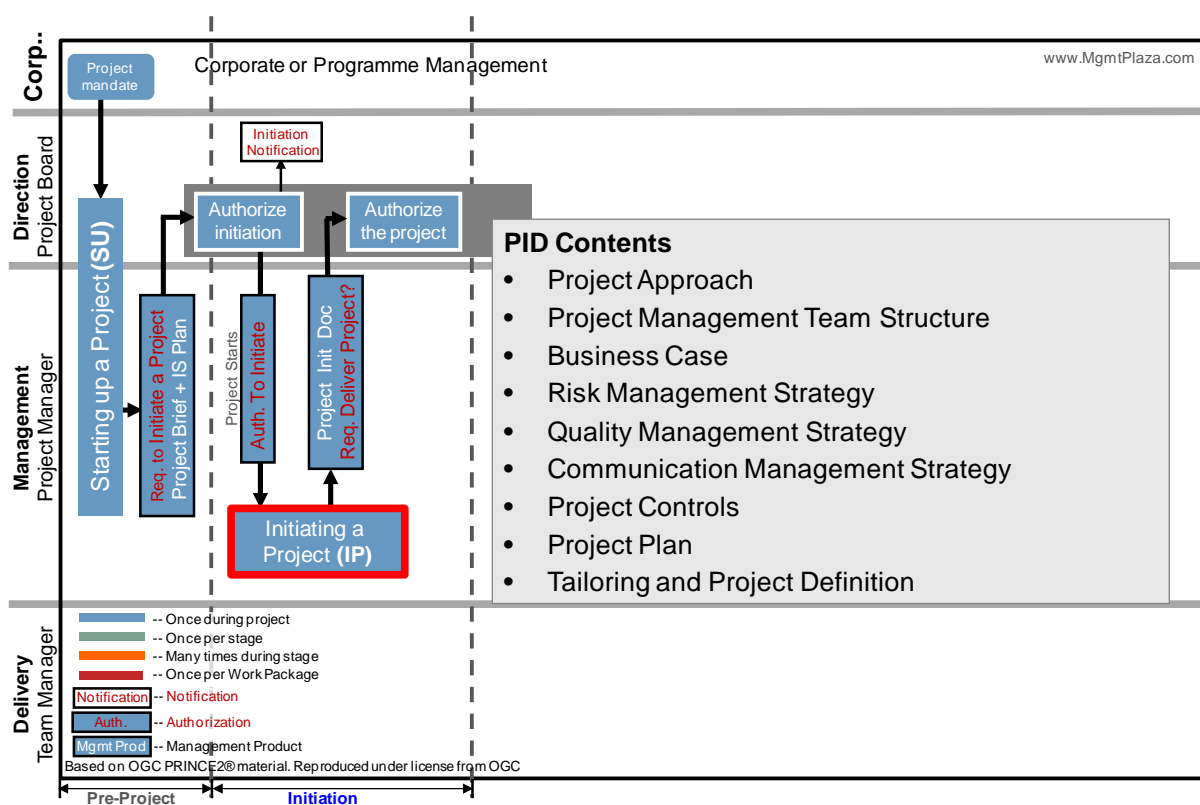 Corp..
Project
mandate
Corporate or Programme Management
www.MgmtPlaza.com
Direction
Project Board
Initiation
Notification
Authorize
initiation
Authorize
the project
Management
Project Manager
Starting up a Project (SU)
Req. to Initiate a Project
Project Brief + IS Plan
Project Starts
Auth. To Initiate
Project Init Doc
Req. Deliver Project?
Initiating a
Project (IP)
PID Contents
• Project Approach
• Project Management Team Structure
• Business Case
• Risk Management Strategy
• Quality Management Strategy
• Communication Management Strategy
• Project Controls
• Project Plan
• Tailoring and Project Definition
Delivery
Team Manager
-- Once during project
-- Once per stage
-- Many times during stage
-- Once per Work Package
Notification -- Notification
Auth. -- Authorization
Mgmt Prod -- Management Product
Based on OGC PRINCE2® material. Reproduced under license from OGC
Pre-Project
Initiation